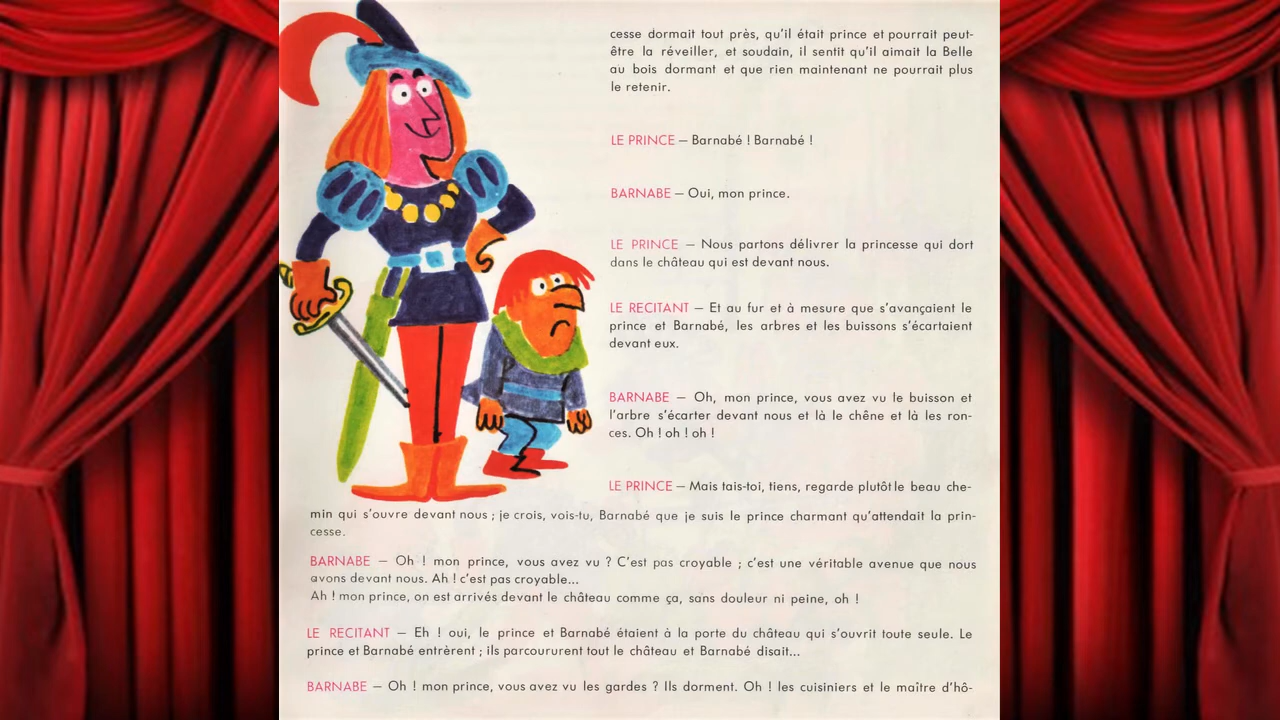 cesse dormait tout près, qu'il était prince et pourrait peut-
être la réveiller, et soudain, il sentit qu'il aimait la Belle
au bois dormant et que rien maintenant ne pourrait plus
le retenir.
LE PRINCE — Barnabé ! Barnabé !
BARNABE — Oui, mon prince.
LE PRINCE — Nous partons délivrer la princesse qui dort
dans le château qui est devant nous.
LE RECITANT — Et au fur et à mesure que s'avançaient le
prince et Barnabé, les arbres et les buissons s'écartaient
devant eux.
BARNABE — Oh, mon prince, vous avez vu le buisson et
l'arbre s'écarter devant nous et là le chêne et là les ron-
ces. Oh ! oh ! oh !
LE PRINCE — Mais tais-toi, tiens, regarde plutôt le beau che-
min qui s'ouvre devant nous ; je crois, vois-tu, Barnabé que je suis le prince charmant qu'attendait la prin-
cesse.
BARNABE — Oh ! mon prince, vous avez vu ? C'est pas croyable ; c'est une véritable avenue que nous
avons devant nous. Ah ! c'est pas croyable...
Ah ! mon prince, on est arrivés devant le château comme ça, sans douleur ni peine, oh !
LE RECITANT — Eh ! oui, le prince et Barnabé étaient à la porte du château qui s'ouvrit toute seule. Le
prince et Barnabé entrèrent ; ils parcoururent tout le château et Barnabé disait...
BARNABE — Oh ! mon prince, vous avez vu les gardes ? Ils dorment. Oh ! les cuisiniers et le maître d'hô-